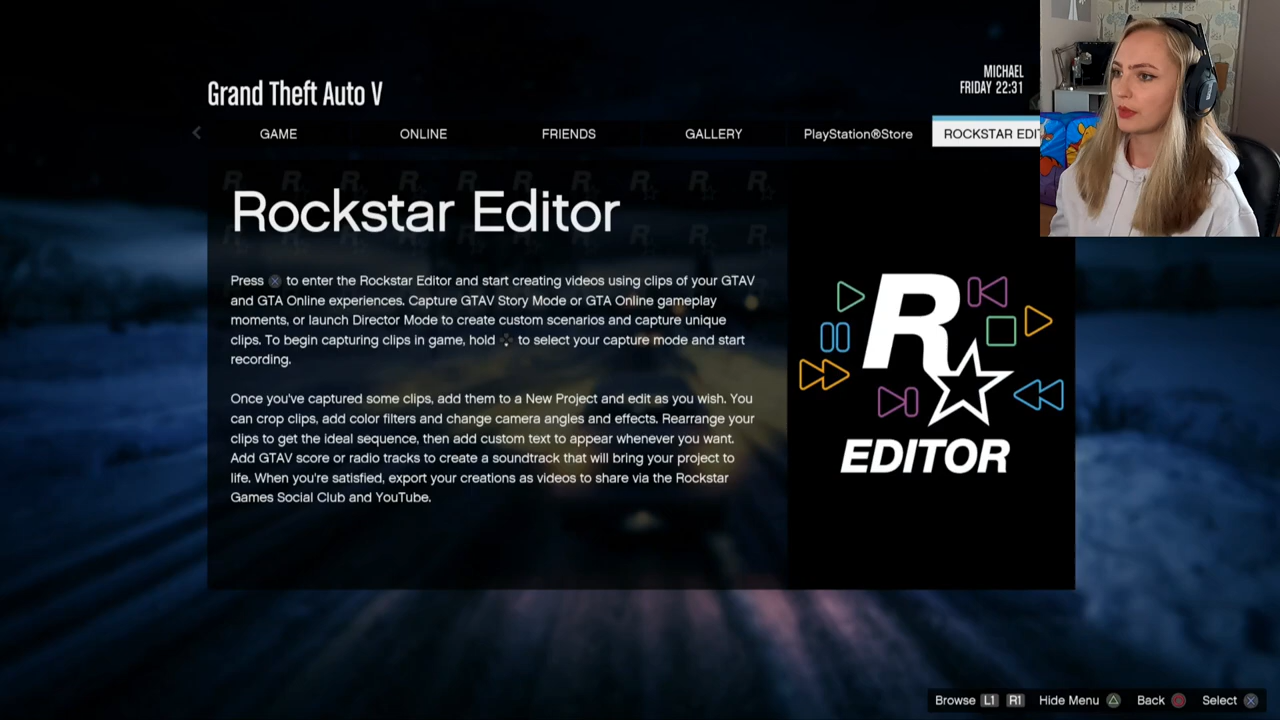 MICHAEL
Grand Theft Auto V
FRIDAY 22:31
GAME ONLINE FRIENDS GALLERY PlayStation®Store ROCKSTAR EDIT
Rockstar Editor
Press to enter the Rockstar Editor and start creating videos using clips of your GTAV
and GTA Online experiences. Capture GTAV Story Mode or GTA Online gameplay
moments, or launch Director Mode to create custom scenarios and capture unique
clips. To begin capturing clips in game, hold to select your capture mode and start
recording.
Once you've captured some clips, add them to a New Project and edit as you wish. You
can crop clips, add color filters and change camera angles and effects. Rearrange your
clips to get the ideal sequence, then add custom text to appear whenever you want.
Add GTAV score or radio tracks to create a soundtrack that will bring your project to
life. When you're satisfied, export your creations as videos to share via the Rockstar
Games Social Club and YouTube.
R
EDITOR
Browse L1 R1 Hide Menu Back Select